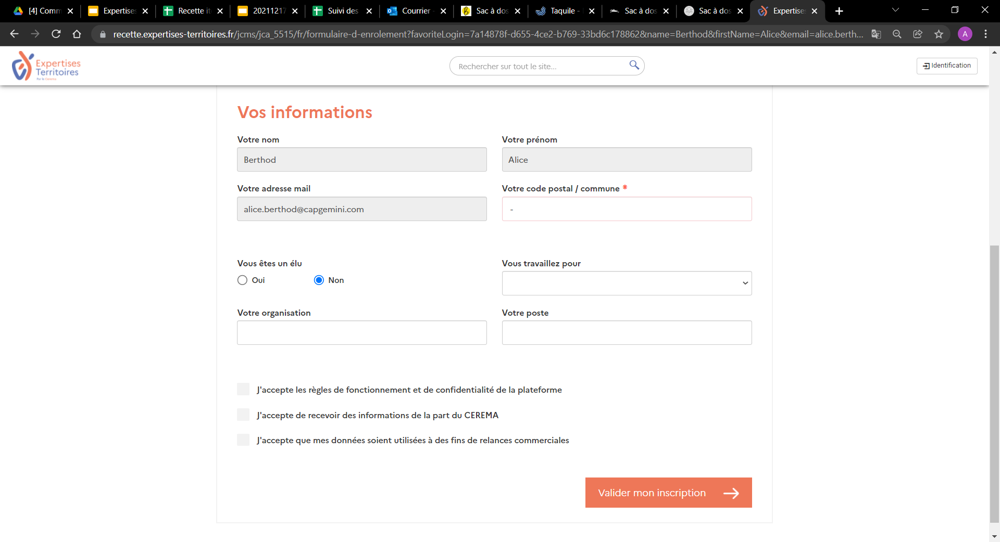 [4] Comm
Expertises
Recette it
20211217
Suivi des
Courrier -
Sac à dos
Taquile -
Sac à dos
Sac à dos
Expertises
recette.expertises-territoires.fr/jcms/jca_5515/fr/formulaire-d-enrolement?favoriteLogin=7a14878f-d655-4ce2-b769-33bd6c178862&name=Berthod&firstName=Alice&email=alice.berth...
A
Expertises
Territoires
Par le Cerema
Rechercher sur tout le site...
Identification
Vos informations
Votre nom
Votre prénom
Berthod
Alice
Votre adresse mail
Votre code postal / commune *
alice.berthod@capgemini.com
-
Vous êtes un élu
Vous travaillez pour
Oui
Non
Votre organisation
Votre poste
J'accepte les règles de fonctionnement et de confidentialité de la plateforme
J'accepte de recevoir des informations de la part du CEREMA
J'accepte que mes données soient utilisées à des fins de relances commerciales
Valider mon inscription